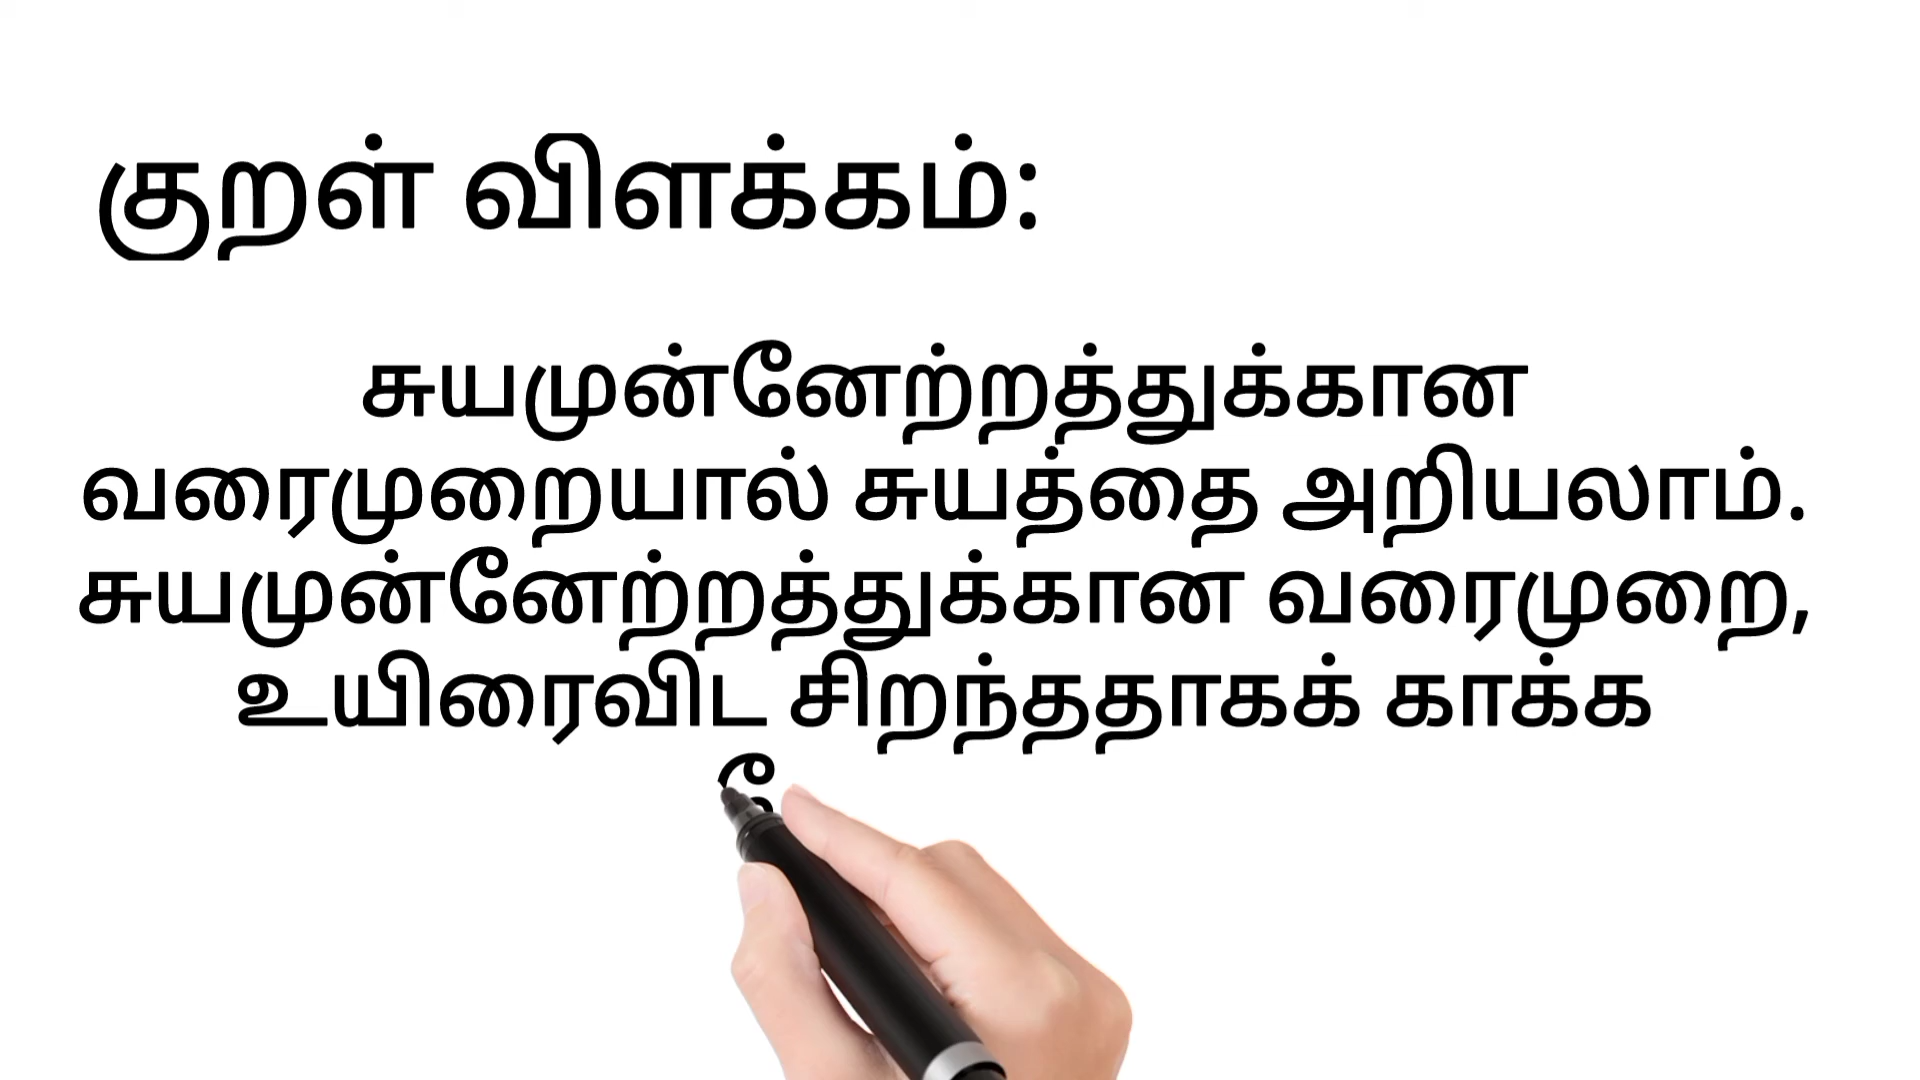 குறள் விளக்கம்:
சுயமுன்னேற்றத்துக்கான
வரைமுறையால் சுயத்தை அறியலாம்.
சுயமுன்னேற்றத்துக்கான வரைமுறை,
உயிரைவிட சிறந்ததாகக் காக்க